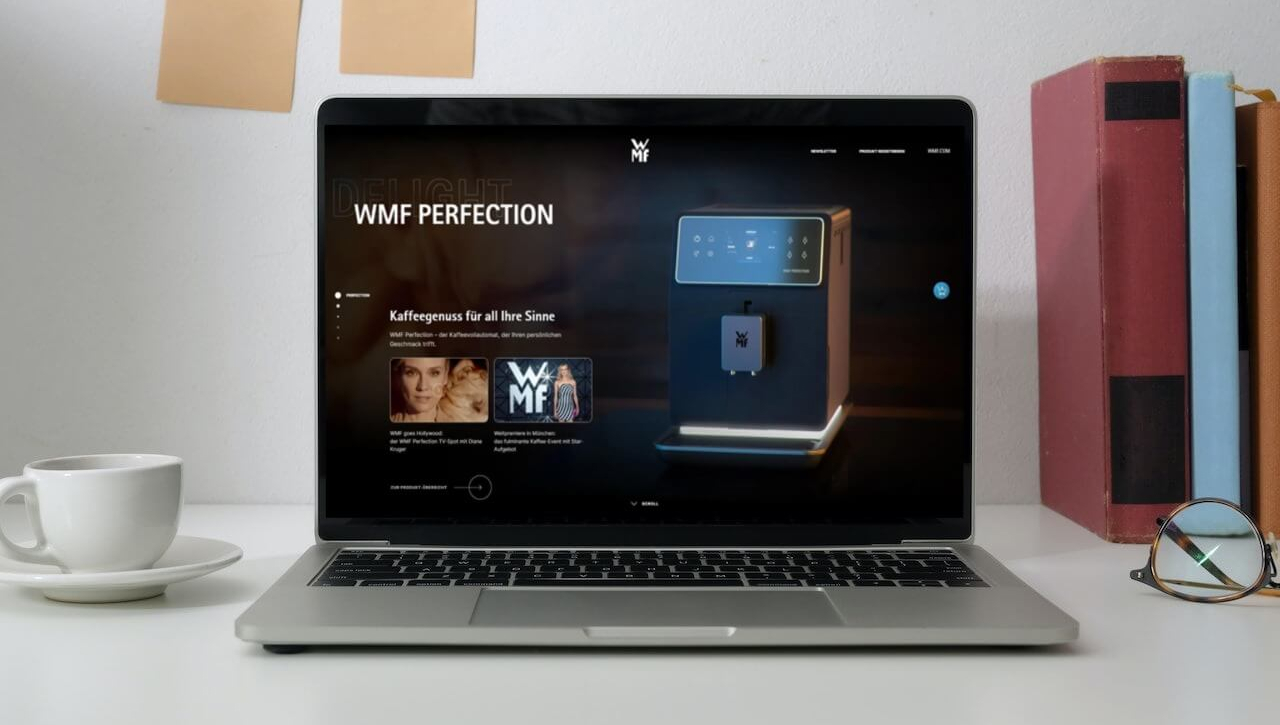 WMF
NEWSLETTER
PRODUKT-REGISTRIERUNG
WMF.COM
DELIGHT
WMF PERFECTION
PERFECTION
Kaffeegenuss für all Ihre Sinne
WMF Perfection – der Kaffeevollautomat, der Ihren persönlichen
Geschmack trifft.
WMF
WMF
WMF goes Hollywood:
der WMF Perfection TV-Spot mit Diane
Kruger
Weltpremiere in München:
das fulminante Kaffee-Event mit Star-
Aufgebot
ZUR PRODUKT-ÜBERSICHT
SCROLL